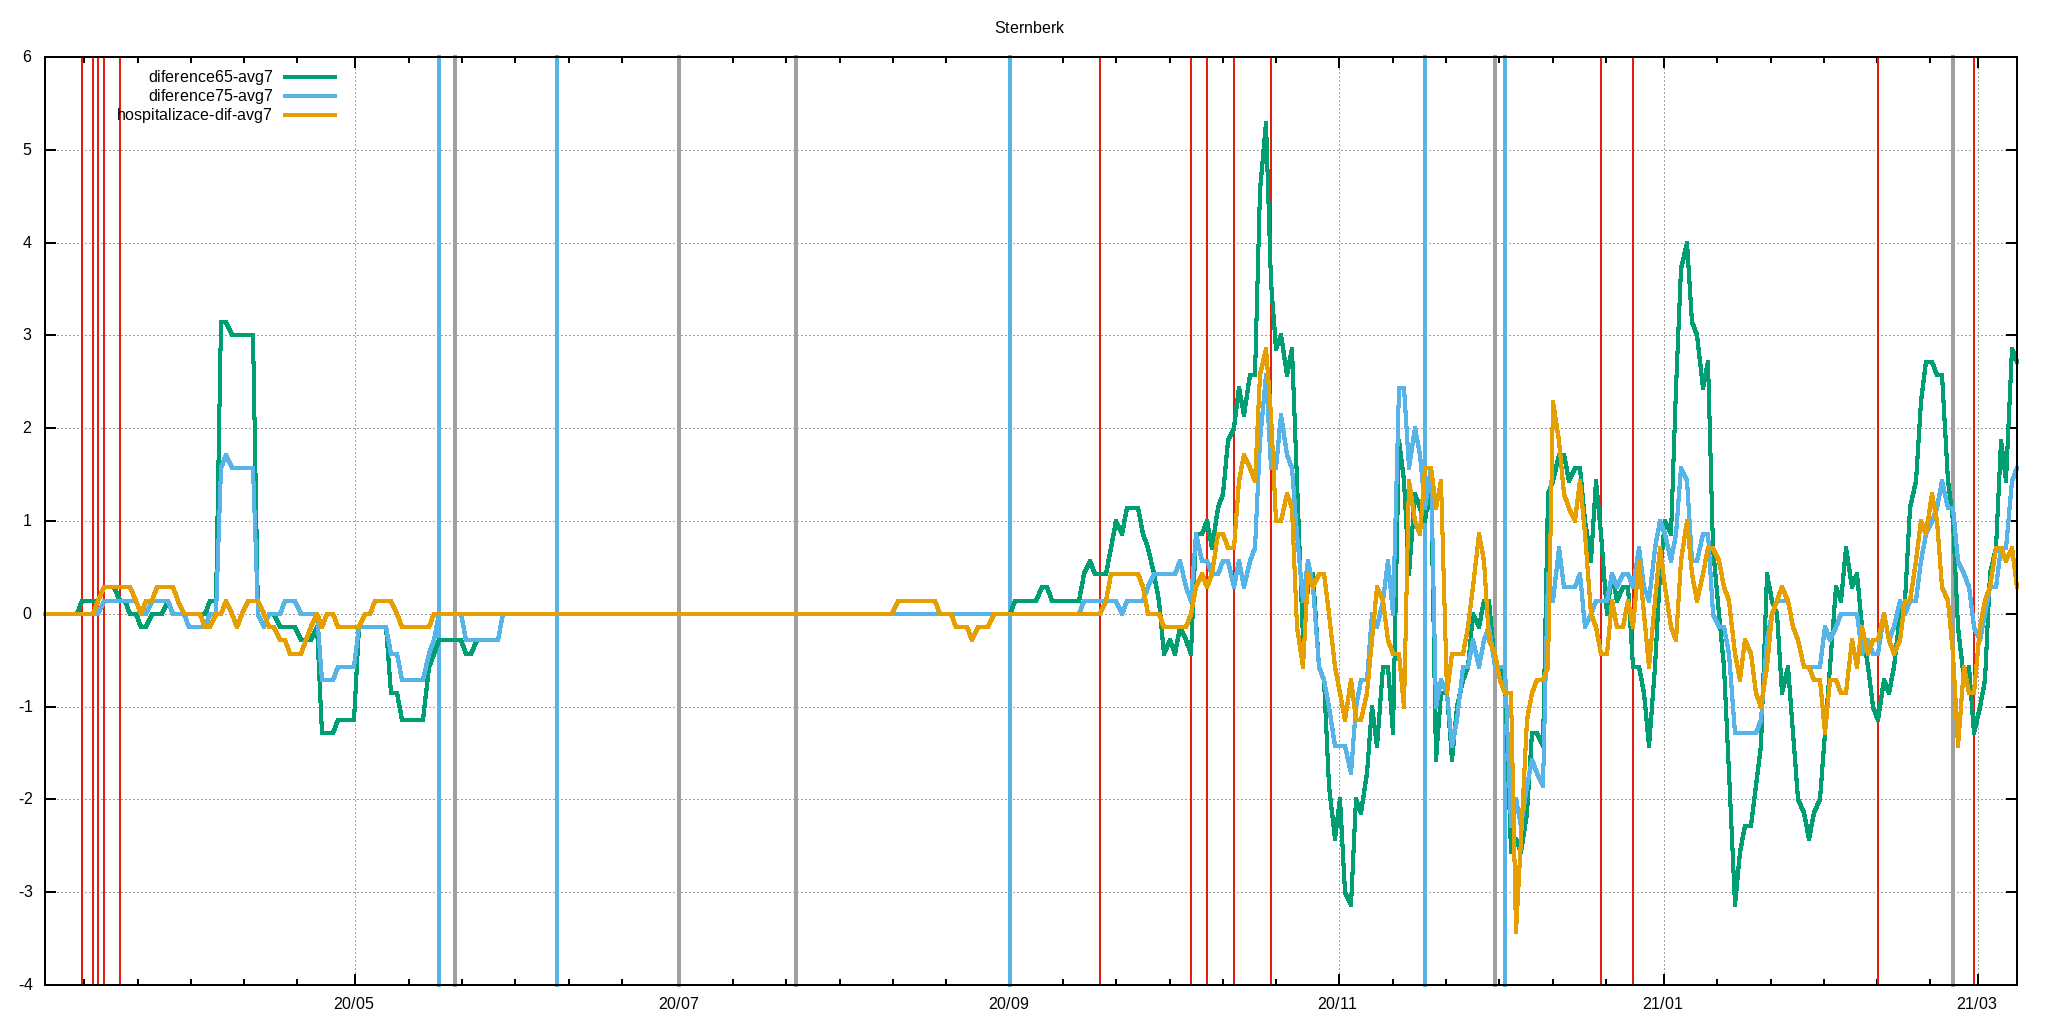 Sternberk
6
diference65-avg7
diference75-avg7
hospitalizace-dif-avg7
5
4
3
2
1
0
-1
-2
-3
-4
20/05 20/07 20/09 20/11 21/01 21/03